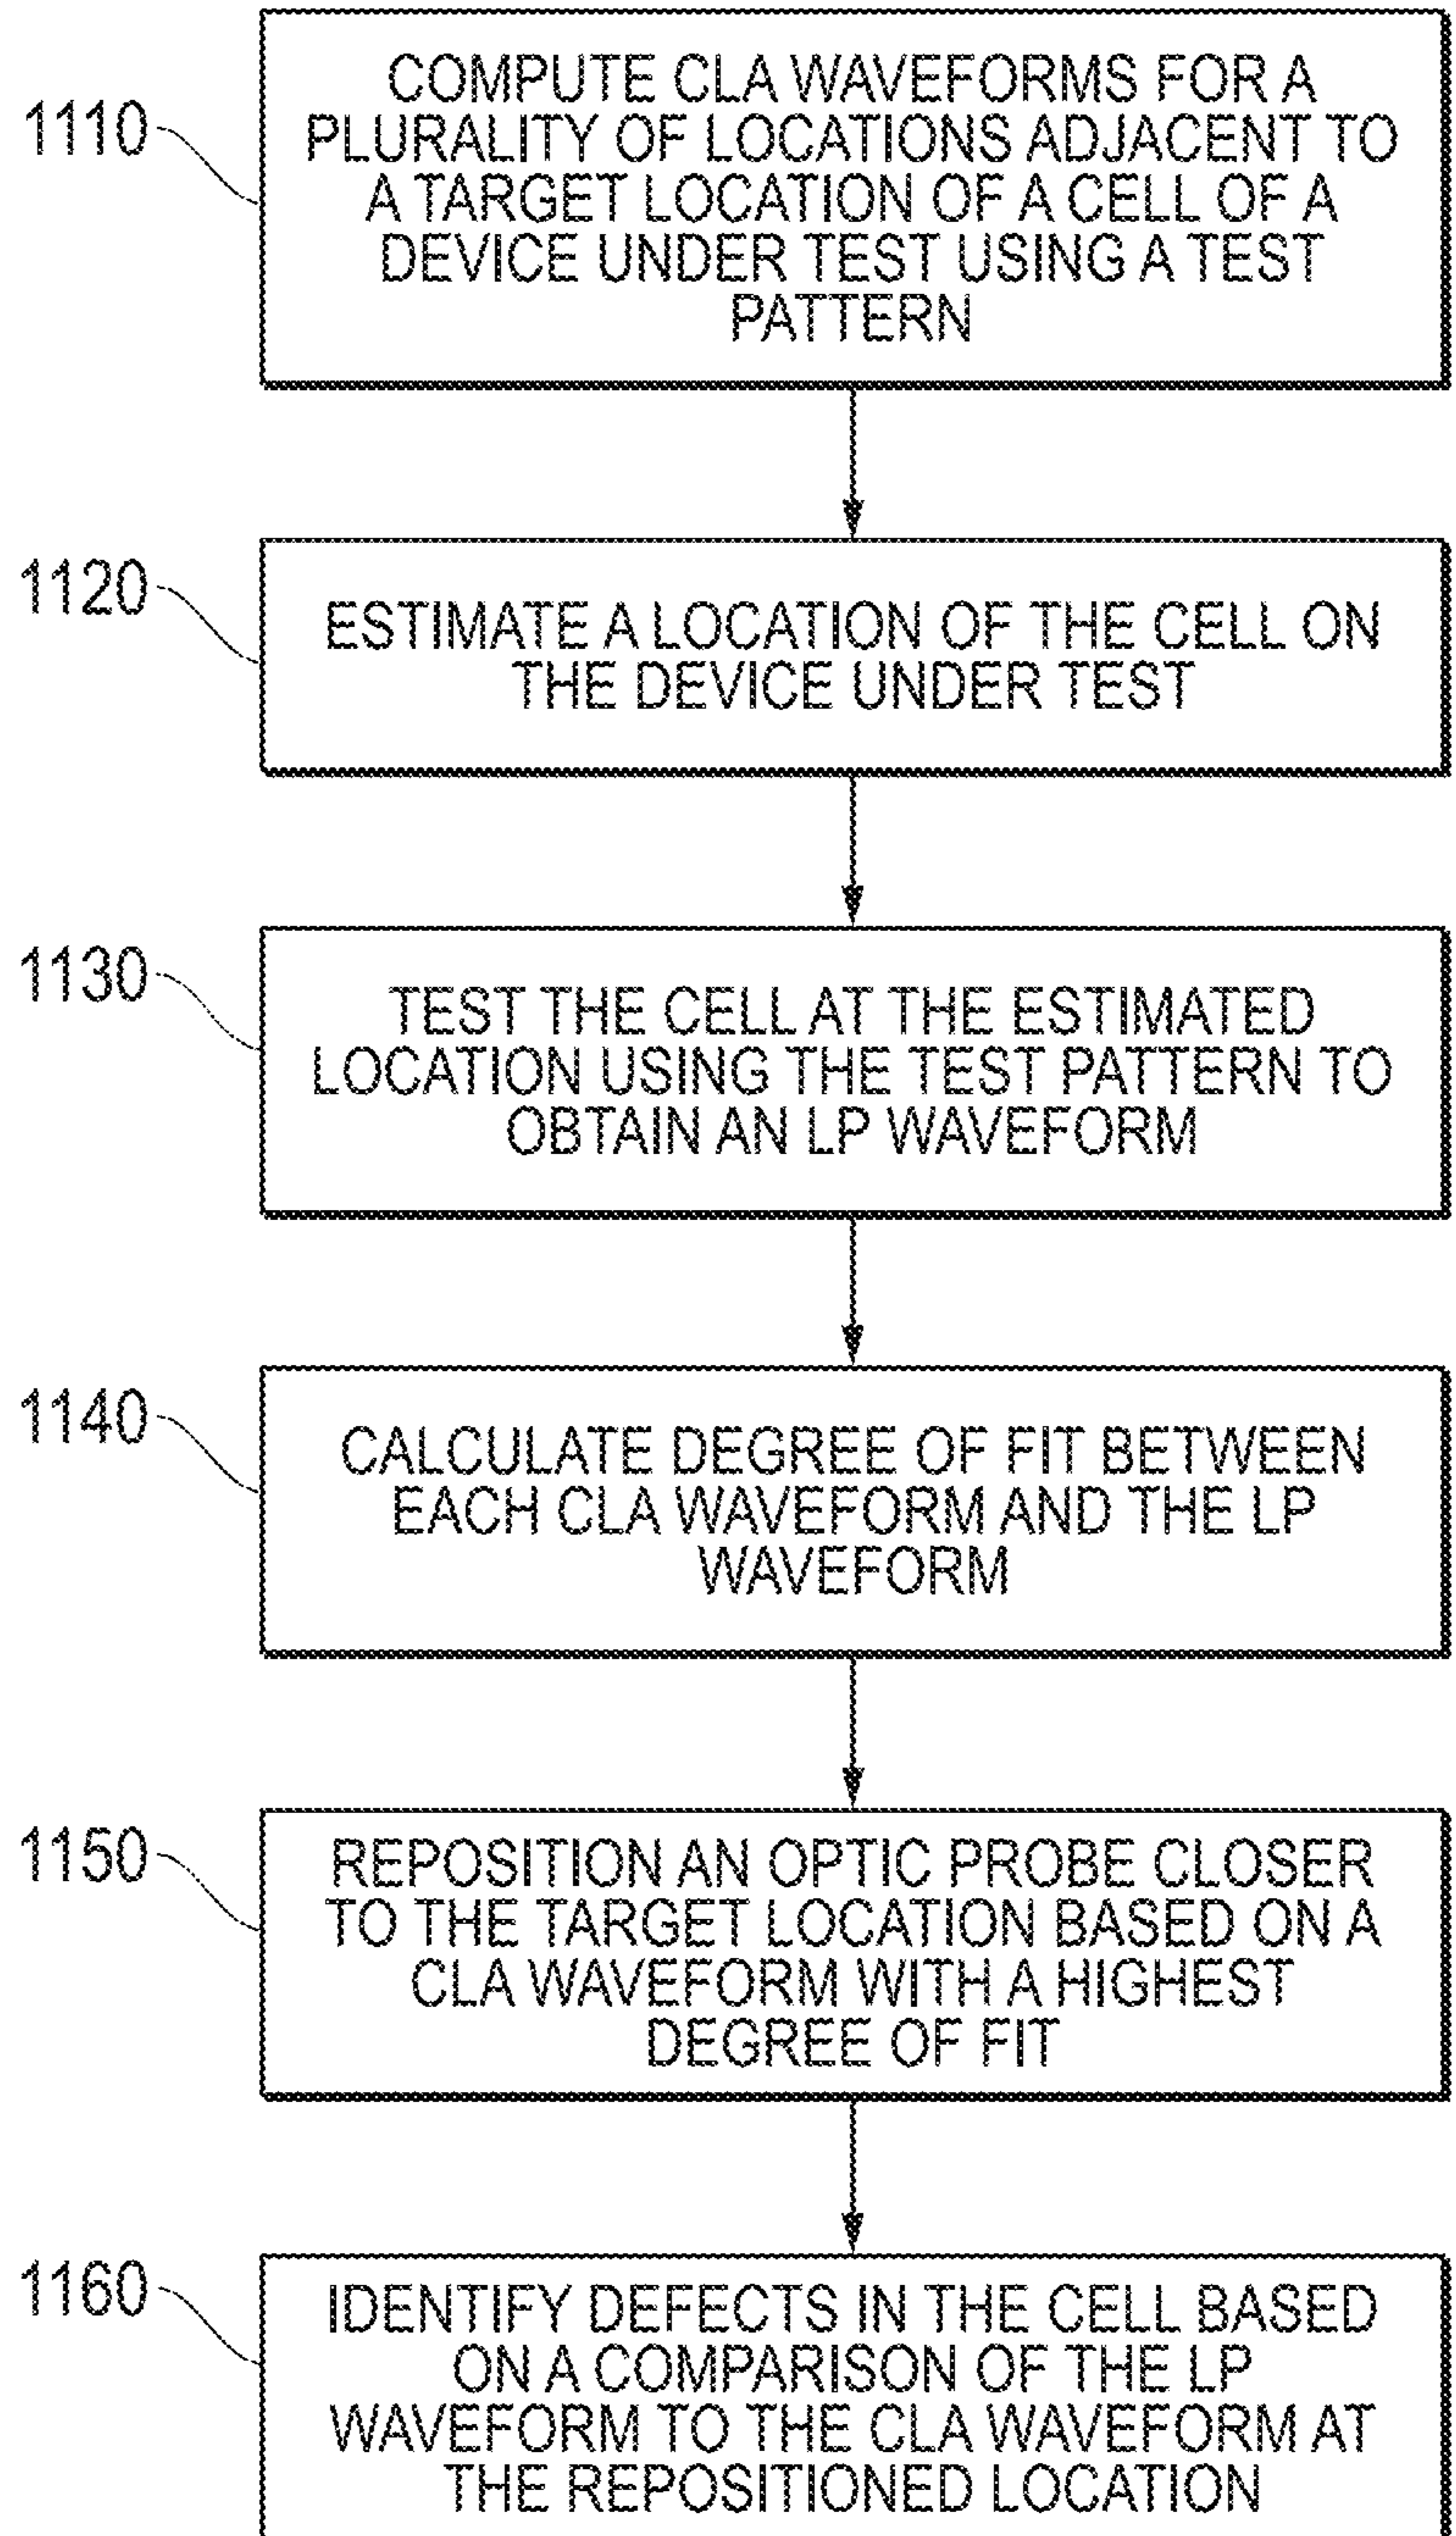 1110
COMPUTE CLA WAVEFORMS FOR A
PLURALITY OF LOCATIONS ADJACENT TO
A TARGET LOCATION OF A CELL OF A
DEVICE UNDER TEST USING A TEST
PATTERN
1120
ESTIMATE A LOCATION OF THE CELL ON
THE DEVICE UNDER TEST
1130
TEST THE CELL AT THE ESTIMATED
LOCATION USING THE TEST PATTERN TO
OBTAIN AN LP WAVEFORM
1140
CALCULATE DEGREE OF FIT BETWEEN
EACH CLA WAVEFORM AND THE LP
WAVEFORM
1150
REPOSITION AN OPTIC PROBE CLOSER
TO THE TARGET LOCATION BASED ON A
CLA WAVEFORM WITH A HIGHEST
DEGREE OF FIT
1160
IDENTIFY DEFECTS IN THE CELL BASED
ON A COMPARISON OF THE LP
WAVEFORM TO THE CLA WAVEFORM AT
THE REPOSITIONED LOCATION